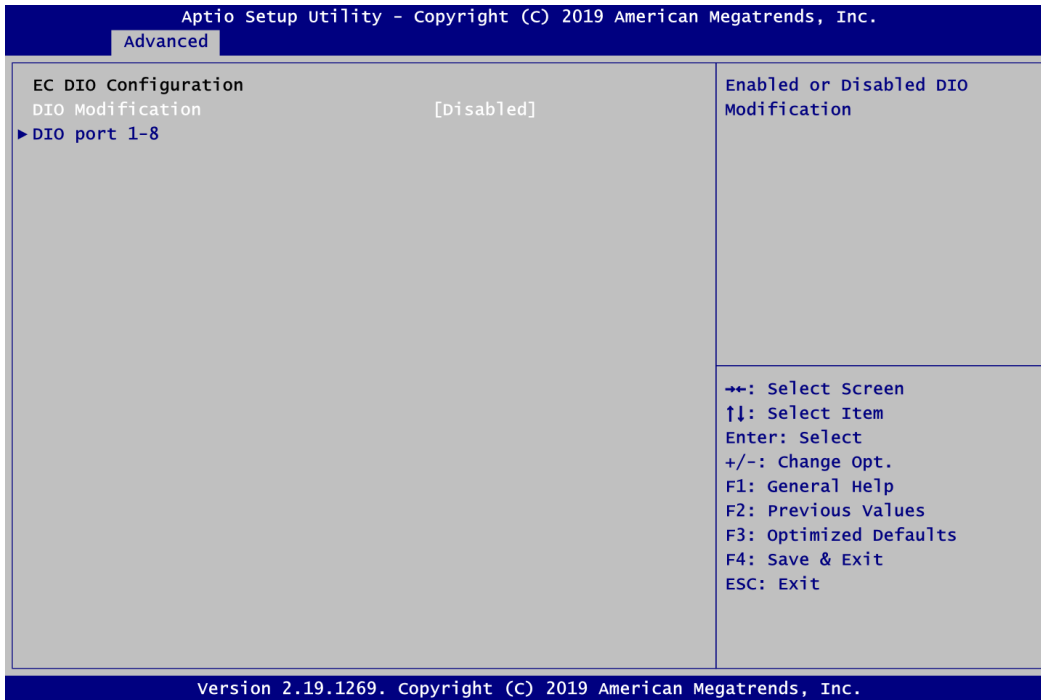 Aptio Setup Utility - Copyright (C) 2019 American Megatrends, Inc.
Advanced
EC DIO Configuration
DIO Modification [Disabled]
►DIO port 1-8
Enabled or Disabled DIO
Modification
→←: Select Screen
↑↓: Select Item
Enter: Select
+/-: Change Opt.
F1: General Help
F2: Previous Values
F3: Optimized Defaults
F4: Save & Exit
ESC: Exit
Version 2.19.1269. Copyright (C) 2019 American Megatrends, Inc.